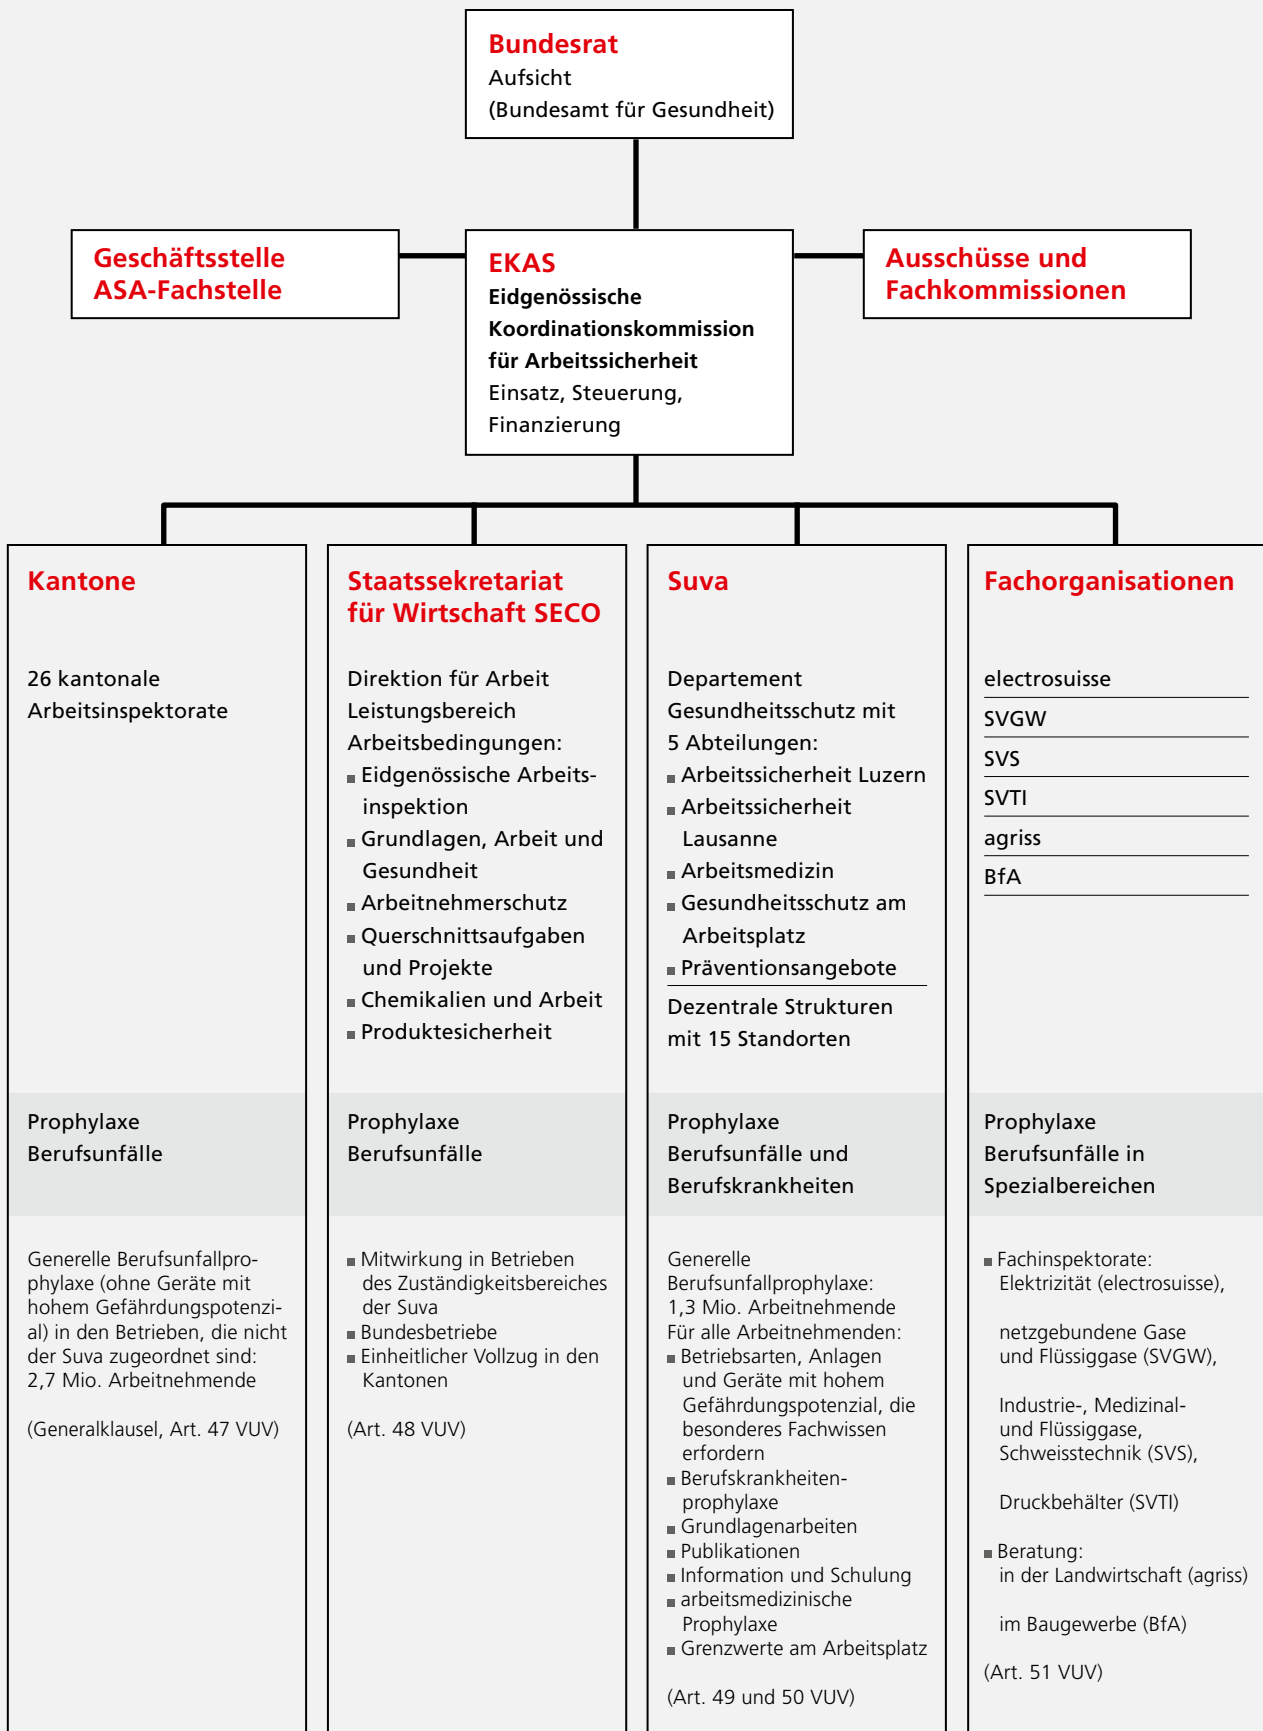 Bundesrat
Aufsicht
(Bundesamt für Gesundheit)
Geschäftsstelle
ASA-Fachstelle
EKAS
Eidgenössische
Koordinationskommission
für Arbeitssicherheit
Einsatz, Steuerung,
Finanzierung
Ausschüsse und
Fachkommissionen
Kantone
26 kantonale
Arbeitsinspektorate
Prophylaxe
Berufsunfälle
Generelle Berufsunfallpro-
phylaxe (ohne Geräte mit
hohem Gefährdungspotenzi-
al) in den Betrieben, die nicht
der Suva zugeordnet sind:
2,7 Mio. Arbeitnehmende
(Generalklausel, Art. 47 VUV)
Staatssekretariat
für Wirtschaft SECO
Direktion für Arbeit
Leistungsbereich
Arbeitsbedingungen:
■ Eidgenössische Arbeits-
inspektion
■ Grundlagen, Arbeit und
Gesundheit
■ Arbeitnehmerschutz
■ Querschnittsaufgaben
und Projekte
■ Chemikalien und Arbeit
■ Produktesicherheit
Prophylaxe
Berufsunfälle
■ Mitwirkung in Betrieben
des Zuständigkeitsbereiches
der Suva
■ Bundesbetriebe
■ Einheitlicher Vollzug in den
Kantonen
(Art. 48 VUV)
Suva
Departement
Gesundheitsschutz mit
5 Abteilungen:
■ Arbeitssicherheit Luzern
■ Arbeitssicherheit
Lausanne
■ Arbeitsmedizin
■ Gesundheitsschutz am
Arbeitsplatz
■ Präventionsangebote
Dezentrale Strukturen
mit 15 Standorten
Prophylaxe
Berufsunfälle und
Berufskrankheiten
Generelle
Berufsunfallprophylaxe:
1,3 Mio. Arbeitnehmende
Für alle Arbeitnehmenden:
■ Betriebsarten, Anlagen
und Geräte mit hohem
Gefährdungspotenzial, die
besonderes Fachwissen
erfordern
■ Berufskrankheiten-
prophylaxe
■ Grundlagenarbeiten
■ Publikationen
■ Information und Schulung
■ arbeitsmedizinische
Prophylaxe
■ Grenzwerte am Arbeitsplatz
(Art. 49 und 50 VUV)
Fachorganisationen
electrosuisse
SVGW
SVS
SVTI
agriss
BfA
Prophylaxe
Berufsunfälle in
Spezialbereichen
■ Fachinspektorate:
Elektrizität (electrosuisse),
netzgebundene Gase
und Flüssiggase (SVGW),
Industrie-, Medizinal-
und Flüssiggase,
Schweisstechnik (SVS),
Druckbehälter (SVTI)
■ Beratung:
in der Landwirtschaft (agriss)
im Baugewerbe (BfA)
(Art. 51 VUV)